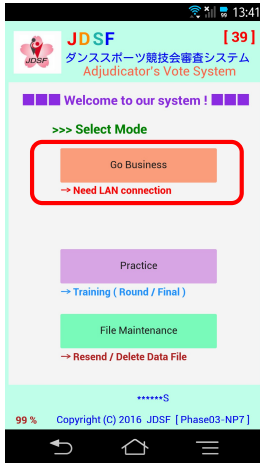 13:41
JDSF
[ 39 ]
JDSF
ダンススポーツ競技会審査システム
Adjudicator's Vote System
■■■ Welcome to our system ! ■■■
>>> Select Mode
Go Business
→ Need LAN connection
Practice
→ Training ( Round / Final )
File Maintenance
→ Resend / Delete Data File
******S
99 %
Copyright (C) 2016 JDSF [ Phase03-NP7 ]